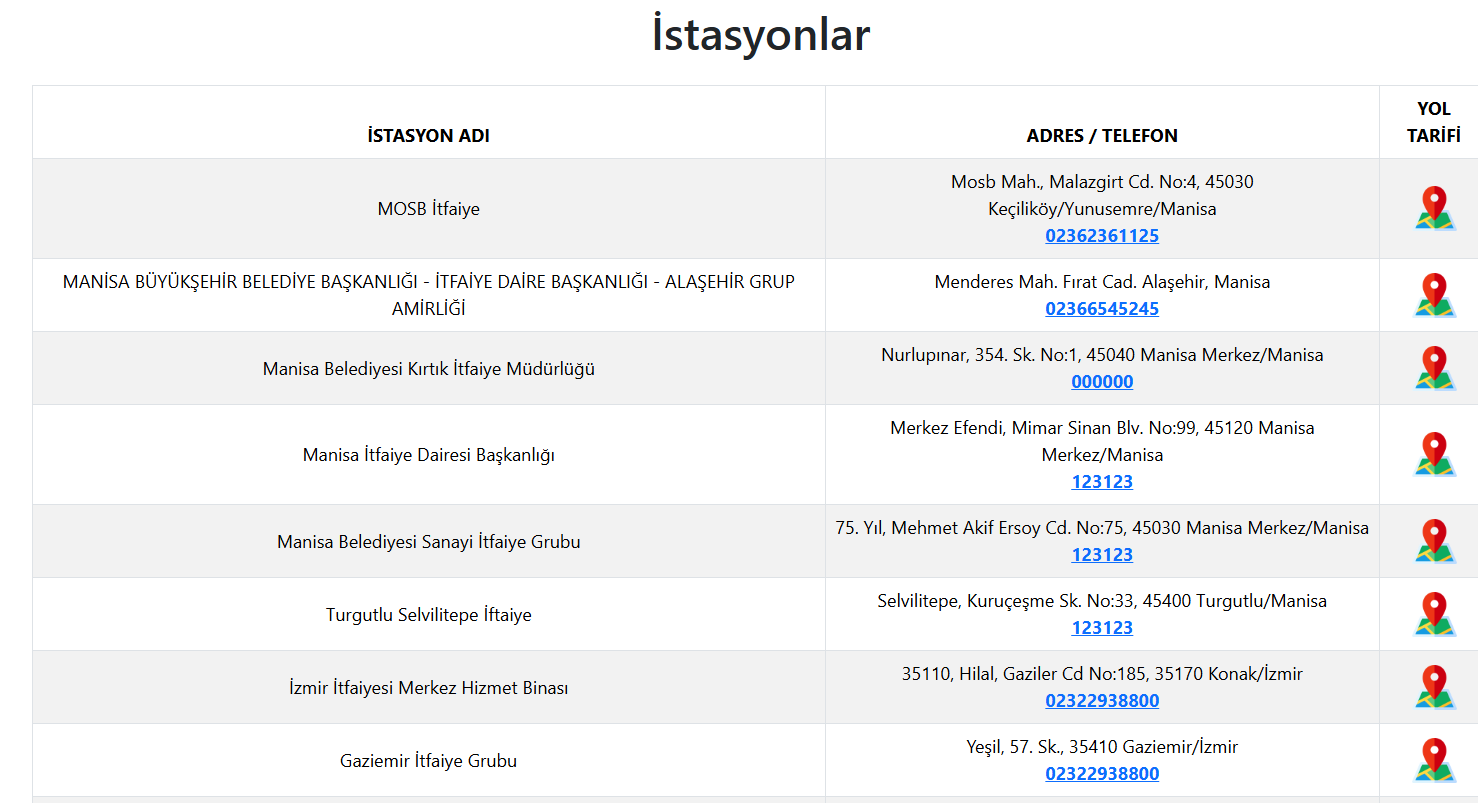 İstasyonlar
İSTASYON ADI
ADRES / TELEFON
YOL
TARİFİ
MOSB İtfaiye
Mosb Mah., Malazgirt Cd. No:4, 45030
Keçiliköy/Yunusemre/Manisa
02362361125
MANİSA BÜYÜKŞEHİR BELEDİYE BAŞKANLIĞI - İTFAİYE DAİRE BAŞKANLIĞI - ALAŞEHİR GRUP
AMİRLİĞİ
Menderes Mah. Fırat Cad. Alaşehir, Manisa
02366545245
Manisa Belediyesi Kırtık İtfaiye Müdürlüğü
Nurlupınar, 354. Sk. No:1, 45040 Manisa Merkez/Manisa
000000
Manisa İtfaiye Dairesi Başkanlığı
Merkez Efendi, Mimar Sinan Blv. No:99, 45120 Manisa
Merkez/Manisa
123123
Manisa Belediyesi Sanayi İtfaiye Grubu
75. Yıl, Mehmet Akif Ersoy Cd. No:75, 45030 Manisa Merkez/Manisa
123123
Turgutlu Selvilitepe İftaiye
Selvilitepe, Kuruçeşme Sk. No:33, 45400 Turgutlu/Manisa
123123
İzmir İtfaiyesi Merkez Hizmet Binası
35110, Hilal, Gaziler Cd No:185, 35170 Konak/İzmir
02322938800
Gaziemir İtfaiye Grubu
Yeşil, 57. Sk., 35410 Gaziemir/İzmir
02322938800